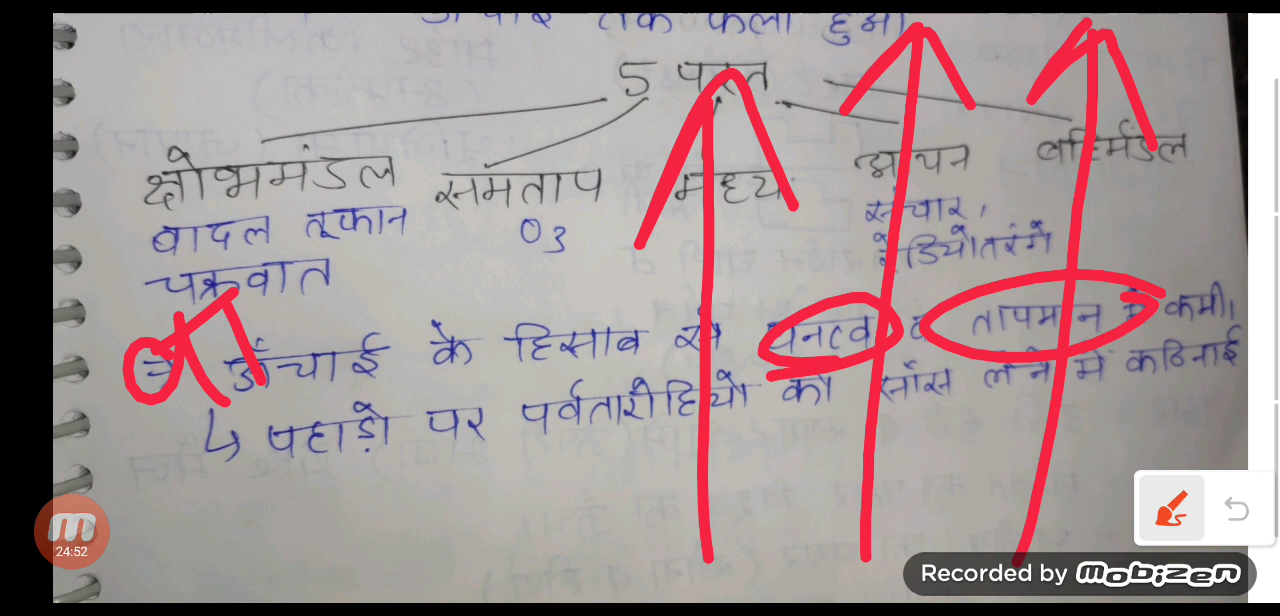 ऊंचाई तक फैला हुआ।
5 परत
क्षोभमंडल समताप मध्य आयन बहिर्मंडल
बादल तूफान O3 संचार,
चक्रवात रेडियोतरंगे
→ ऊँचाई के हिसाब से घनत्व व तापमान में कमी।
↳ पहाड़ो पर पर्वतारोहियो को साँस लेने में कठिनाई
24:52
Recorded by mobizen